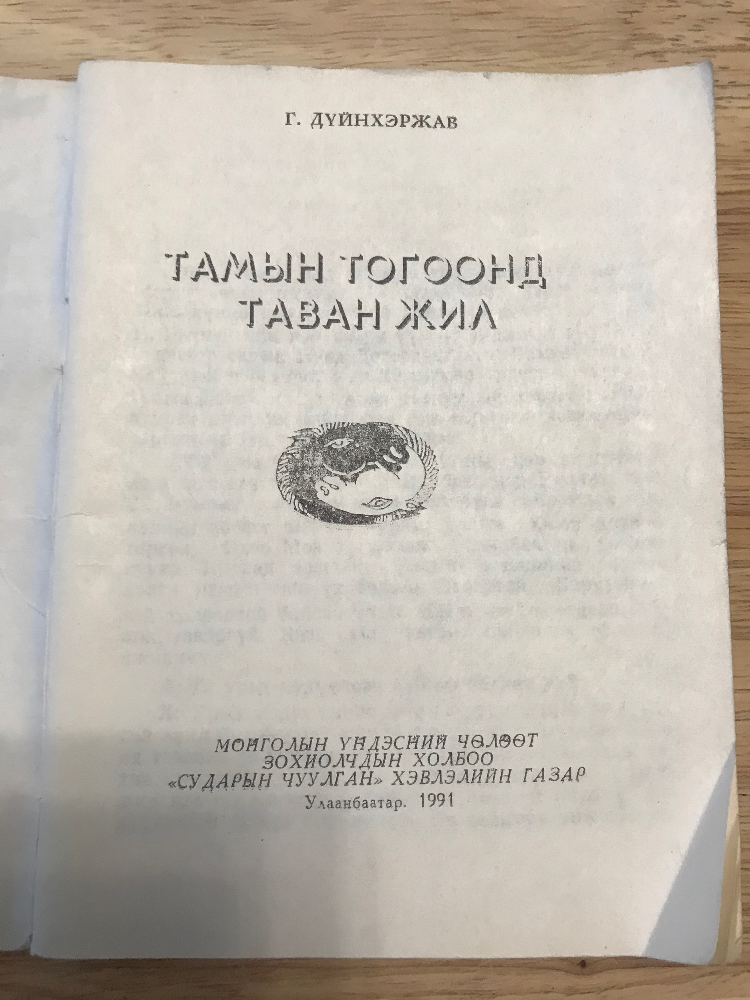 Г. ДҮЙНХЭРЖАВ
ТАМЫН ТОГООНД
ТАВАН ЖИЛ
МОНГОЛЫН ҮНДЭСНИЙ ЧӨЛӨӨТ
ЗОХИОЛЧДЫН ХОЛБОО
«СУДАРЫН ЧУУЛГАН» ХЭВЛЭЛИЙН ГАЗАР
Улаанбаатар. 1991